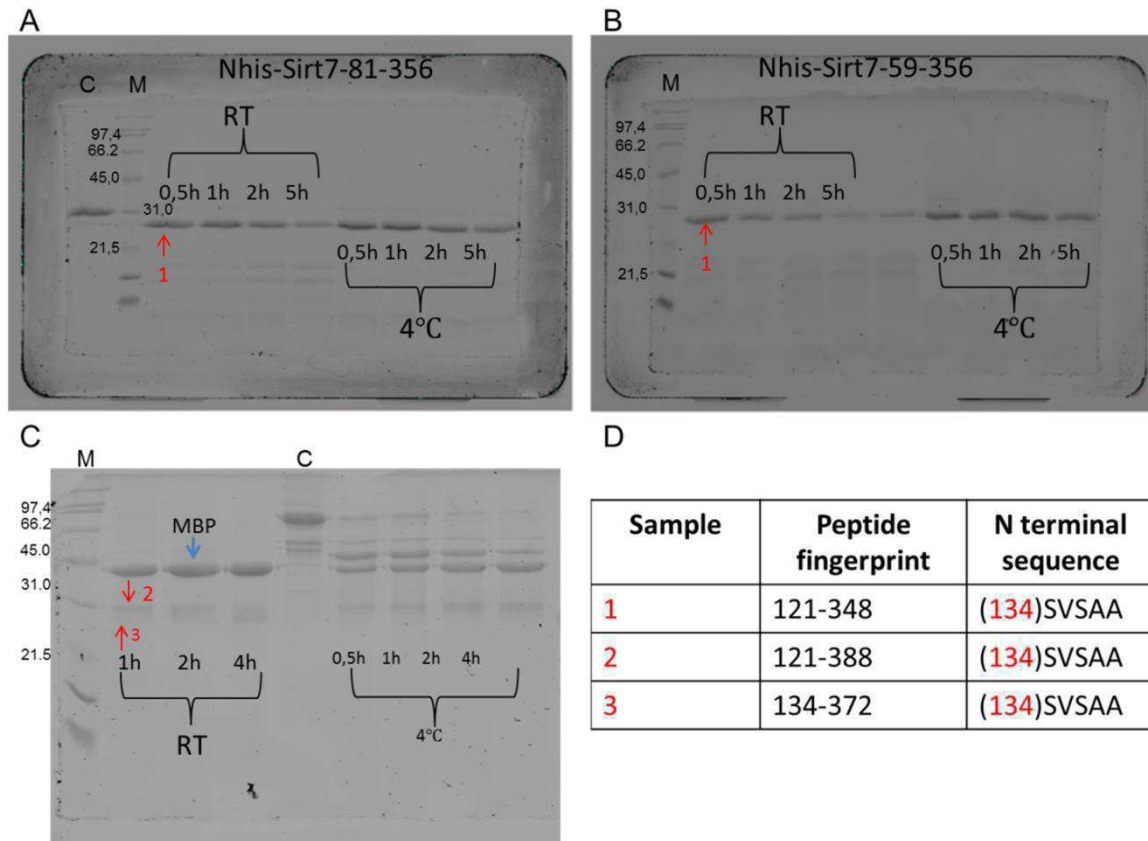 A
Nhis-Sirt7-81-356
C M
RT
97,4
66.2
45,0
0,5h 1h 2h 5h
31,0
21,5
1
0,5h 1h 2h 5h
4°C
B
Nhis-Sirt7-59-356
M
RT
97,4
66.2
45,0
0,5h 1h 2h 5h
31,0
21,5
1
0,5h 1h 2h 5h
4°C
C
M C
97,4
66.2
MBP
45.0
31.0
2
3
21.5
1h 2h 4h
0,5h 1h 2h 4h
RT
4°C
D
Sample Peptide fingerprint N terminal sequence
1 121-348 (134)SVSAA
2 121-388 (134)SVSAA
3 134-372 (134)SVSAA